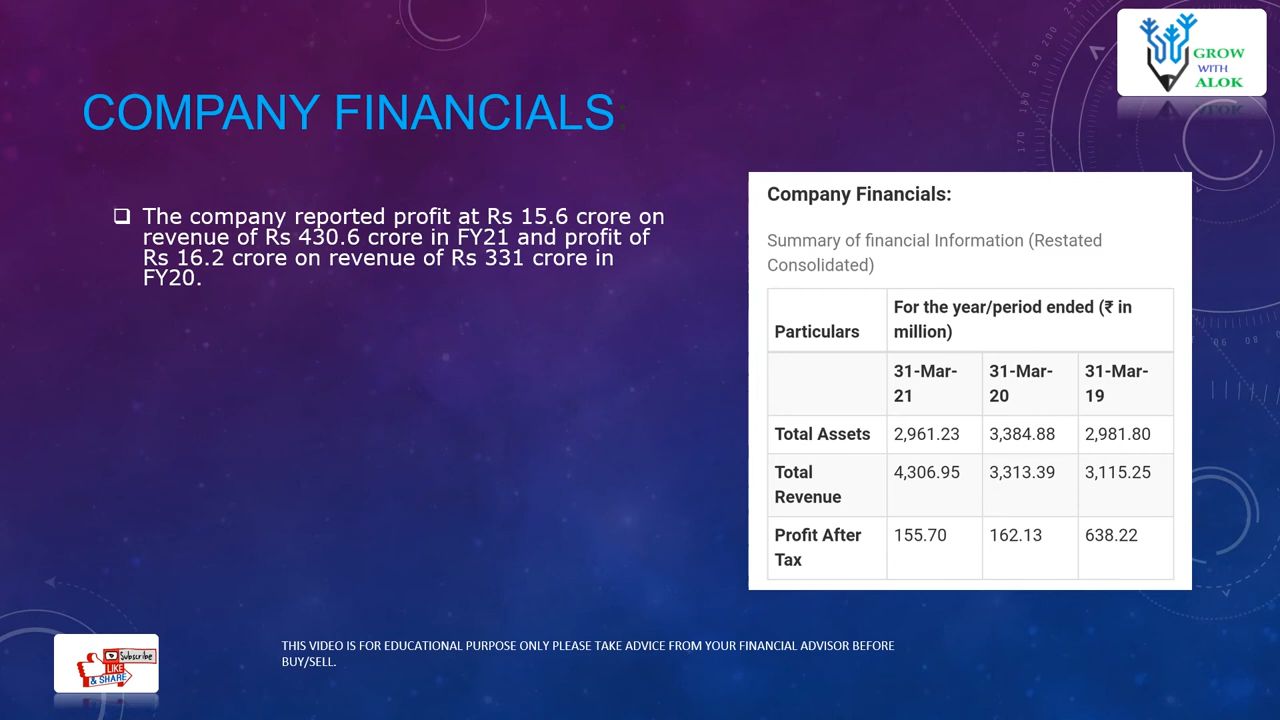 GROW
WITH
ALOK
COMPANY FINANCIALS:
❑ The company reported profit at Rs 15.6 crore on
revenue of Rs 430.6 crore in FY21 and profit of
Rs 16.2 crore on revenue of Rs 331 crore in
FY20.
Company Financials:
Summary of financial Information (Restated
Consolidated)
Particulars
For the year/period ended (₹ in
million)
31-Mar-21 31-Mar-20 31-Mar-19
Total Assets 2,961.23 3,384.88 2,981.80
Total Revenue 4,306.95 3,313.39 3,115.25
Profit After Tax 155.70 162.13 638.22
Subscribe
LIKE
& SHARE
THIS VIDEO IS FOR EDUCATIONAL PURPOSE ONLY PLEASE TAKE ADVICE FROM YOUR FINANCIAL ADVISOR BEFORE
BUY/SELL.
170 180 190 200